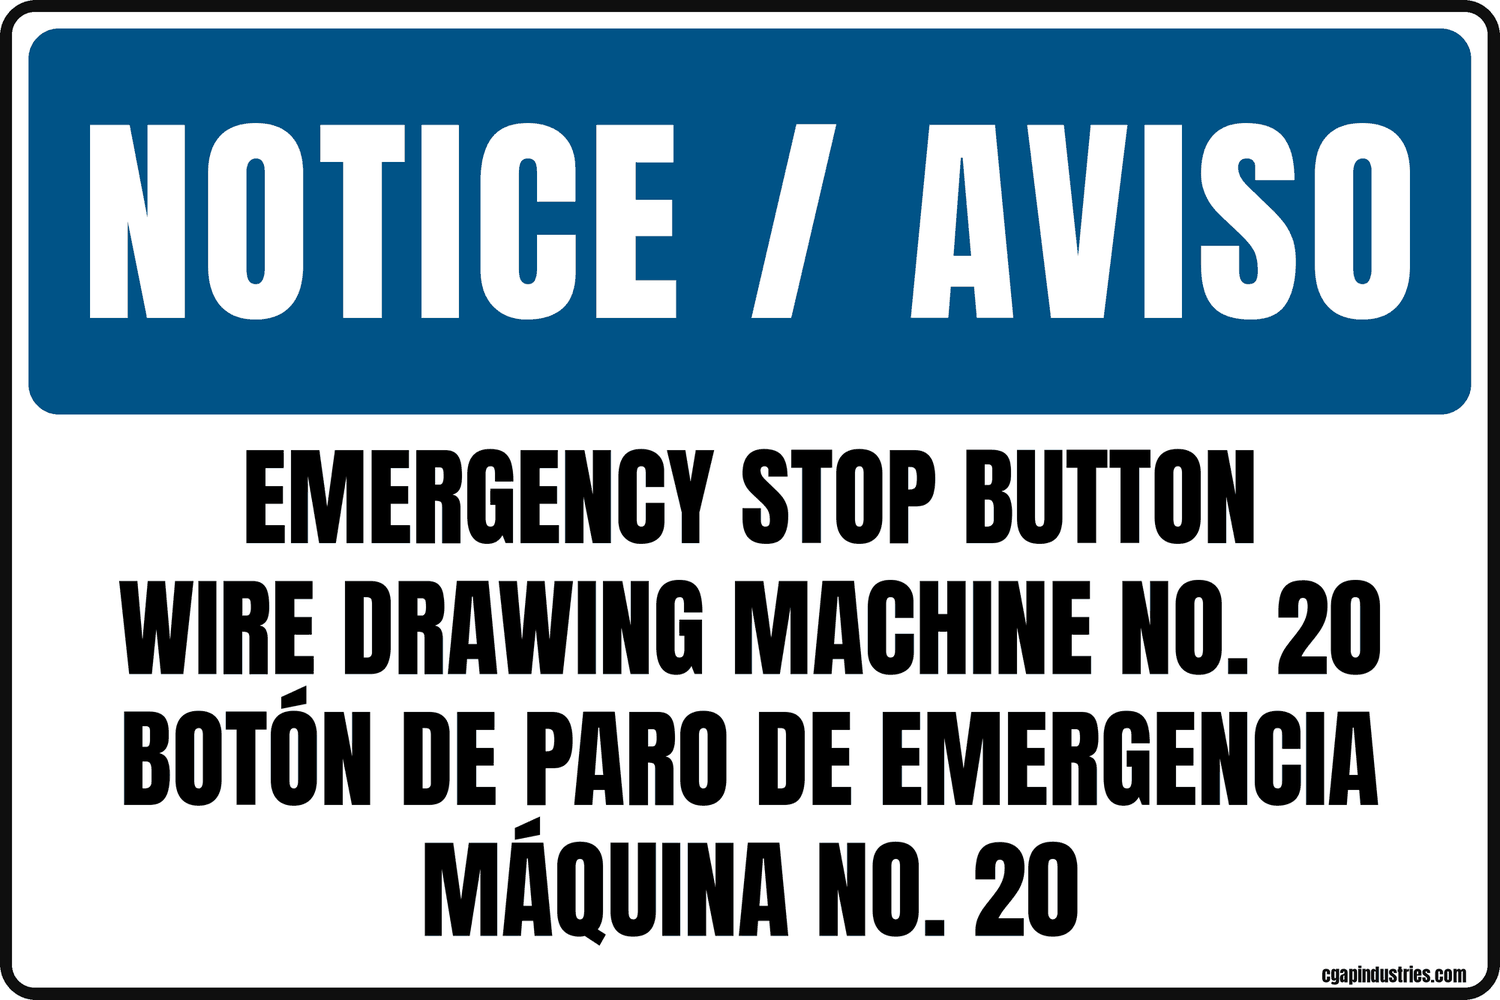 NOTICE / AVISO
EMERGENCY STOP BUTTON
WIRE DRAWING MACHINE NO. 20
BOTÓN DE PARO DE EMERGENCIA
MÁQUINA NO. 20
cgapindustries.com